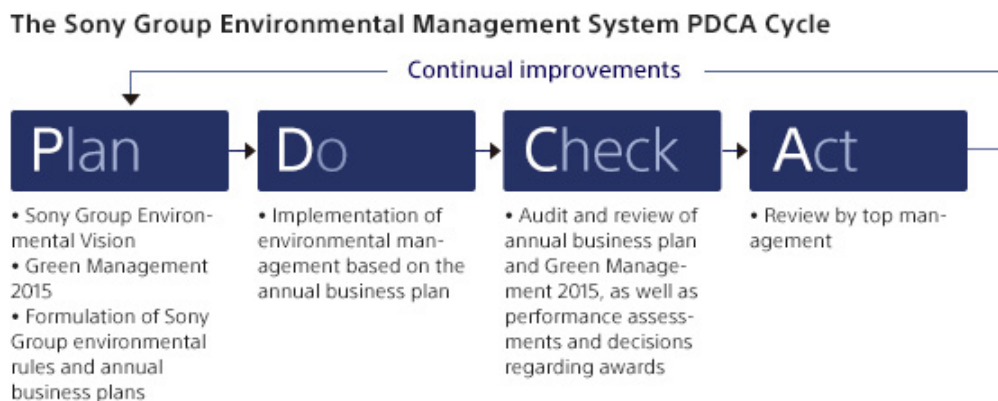 The Sony Group Environmental Management System PDCA Cycle
Continual improvements
Plan
• Sony Group Environ-
mental Vision
• Green Management
2015
• Formulation of Sony
Group environmental
rules and annual
business plans
Do
• Implementation of
environmental man-
agement based on the
annual business plan
Check
• Audit and review of
annual business plan
and Green Manage-
ment 2015, as well as
performance assess-
ments and decisions
regarding awards
Act
• Review by top man-
agement